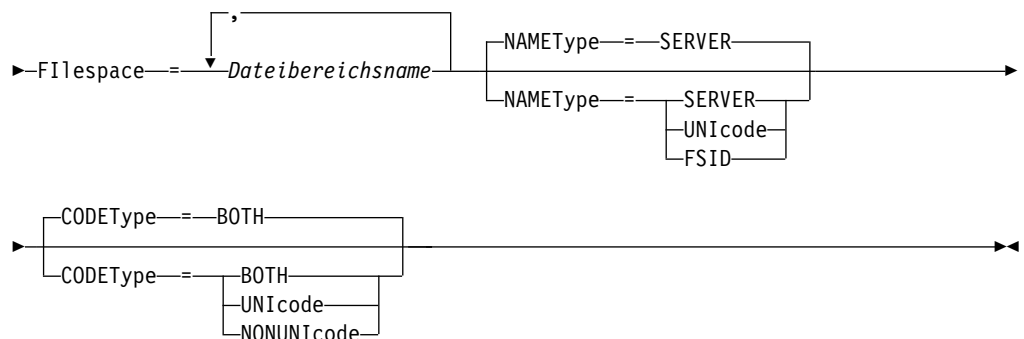 ,
NAMEType = SERVER
FIlespace = Dateibereichsname
NAMEType = SERVER
UNIcode
FSID
CODEType = BOTH
CODEType = BOTH
UNIcode
NONUNIcode